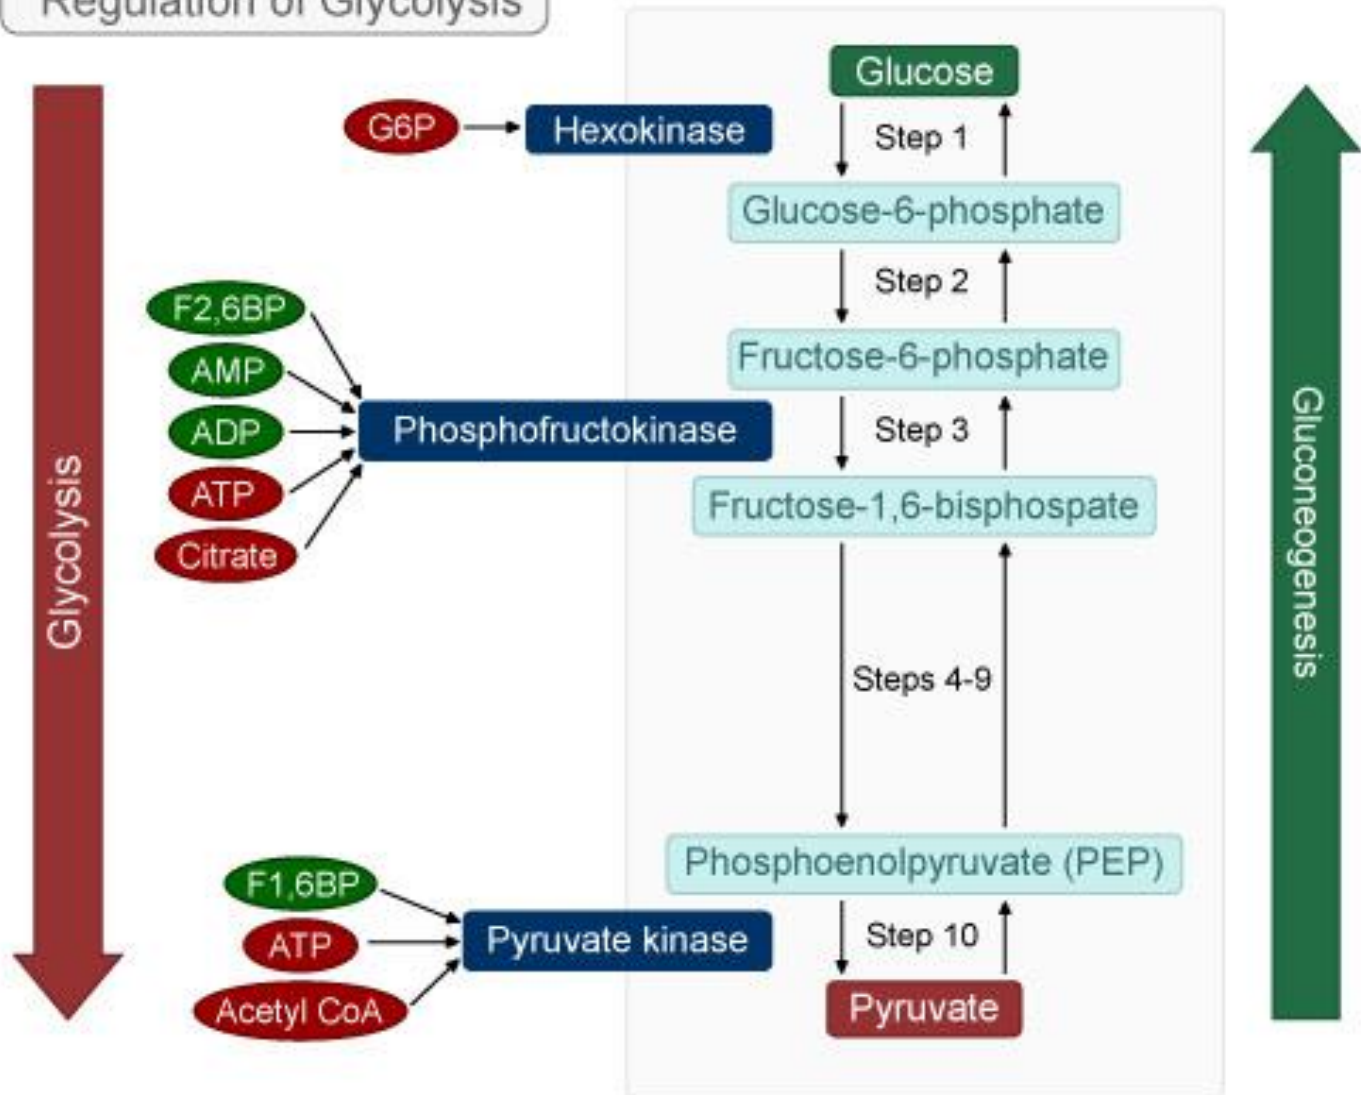 Regulation of Glycolysis
Glucose
G6P
Hexokinase
Step 1
Glucose-6-phosphate
Step 2
F2,6BP
Fructose-6-phosphate
AMP
ADP
Phosphofructokinase
Step 3
ATP
Fructose-1,6-bisphospate
Citrate
Glycolysis
Gluconeogenesis
Steps 4-9
Phosphoenolpyruvate (PEP)
F1,6BP
ATP
Pyruvate kinase
Step 10
Acetyl CoA
Pyruvate